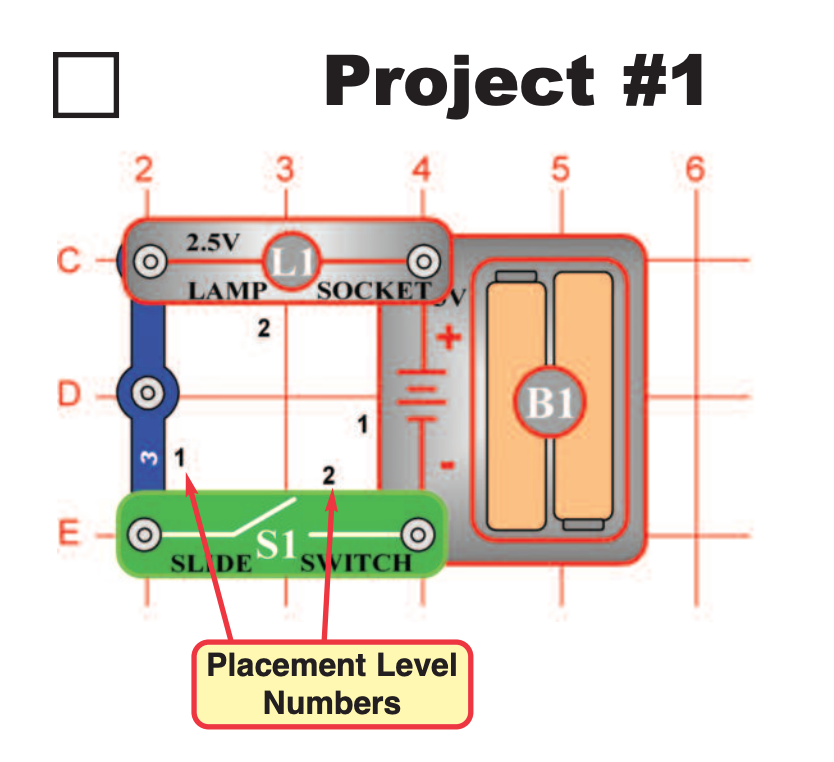 Project #1
2 3 4 5 6
C
2.5V
L1
LAMP SOCKET
V
2
+
D
B1
1
3 1
2
-
E
S1
SLIDE SWITCH
Placement Level
Numbers